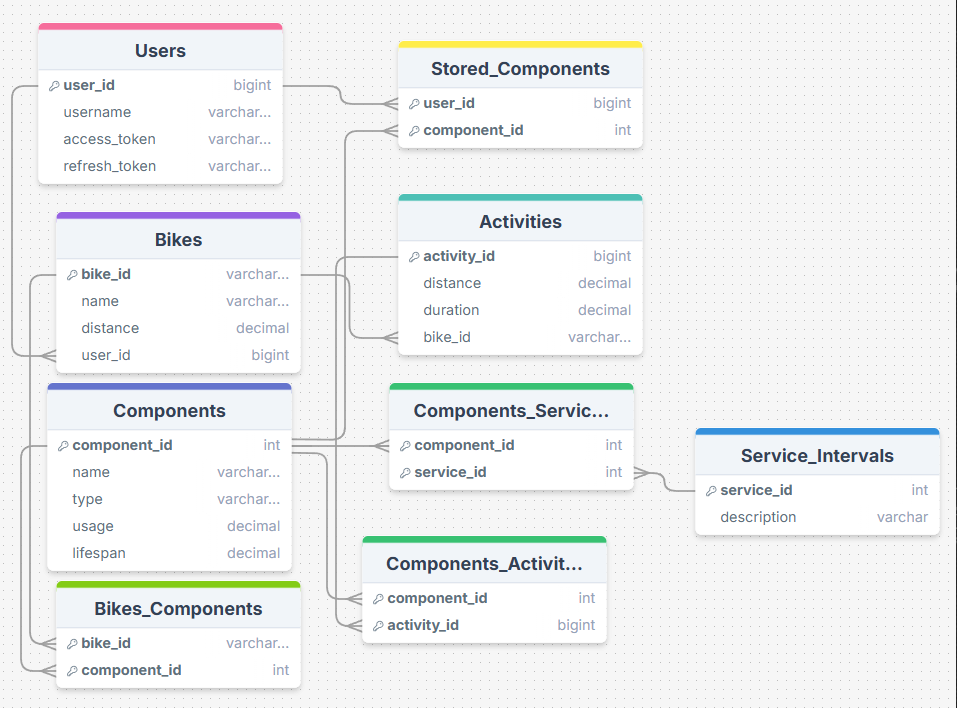 Users
user_id bigint
username varchar...
access_token varchar...
refresh_token varchar...
Stored_Components
user_id bigint
component_id int
Bikes
bike_id varchar...
name varchar...
distance decimal
user_id bigint
Activities
activity_id bigint
distance decimal
duration decimal
bike_id varchar...
Components
component_id int
name varchar...
type varchar...
usage decimal
lifespan decimal
Components_Servic...
component_id int
service_id int
Service_Intervals
service_id int
description varchar
Components_Activit...
component_id int
activity_id bigint
Bikes_Components
bike_id varchar...
component_id int